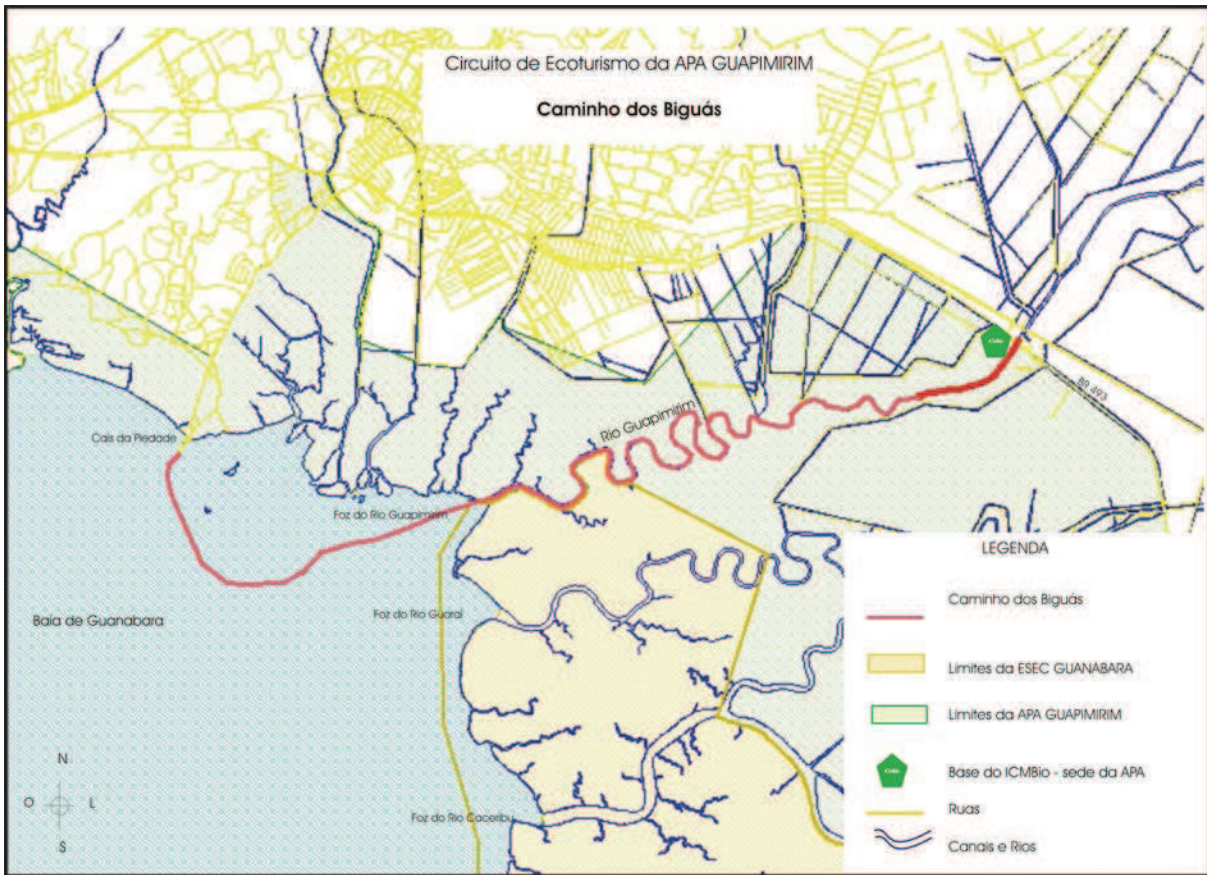 Circuito de Ecoturismo da APA GUAPIMIRIM
Caminho dos Biguás
ICMBio
BR 493
Rio Guapimirim
Cais da Piedade
Foz do Rio Guapimirim
Foz do Rio Guaraí
Baía de Guanabara
Foz do Rio Caceribu
N
O
L
S
LEGENDA
Caminho dos Biguás
Limites da ESEC GUANABARA
Limites da APA GUAPIMIRIM
ICMBio
Base do ICMBio - sede da APA
Ruas
Canais e Rios